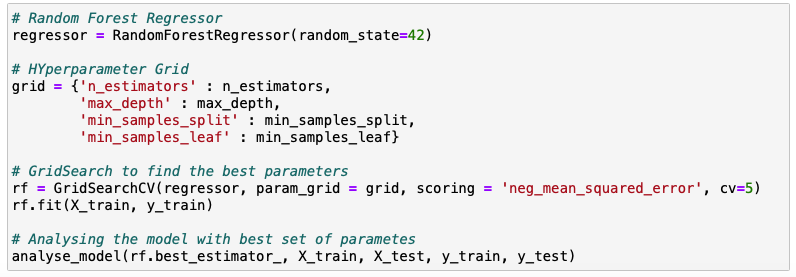 # Random Forest Regressor
regressor = RandomForestRegressor(random_state=42)
# HYperparameter Grid
grid = {'n_estimators' : n_estimators,
'max_depth' : max_depth,
'min_samples_split' : min_samples_split,
'min_samples_leaf' : min_samples_leaf}
# GridSearch to find the best parameters
rf = GridSearchCV(regressor, param_grid = grid, scoring = 'neg_mean_squared_error', cv=5)
rf.fit(X_train, y_train)
# Analysing the model with best set of parametes
analyse_model(rf.best_estimator_, X_train, X_test, y_train, y_test)